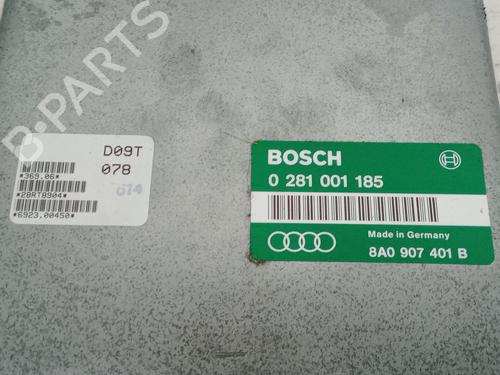 B-PARTS
D09T
078
614
*369.06*
*28RT8904*
*6923.00450*
BOSCH
0 281 001 185
Made in Germany
8A0 907 401 B